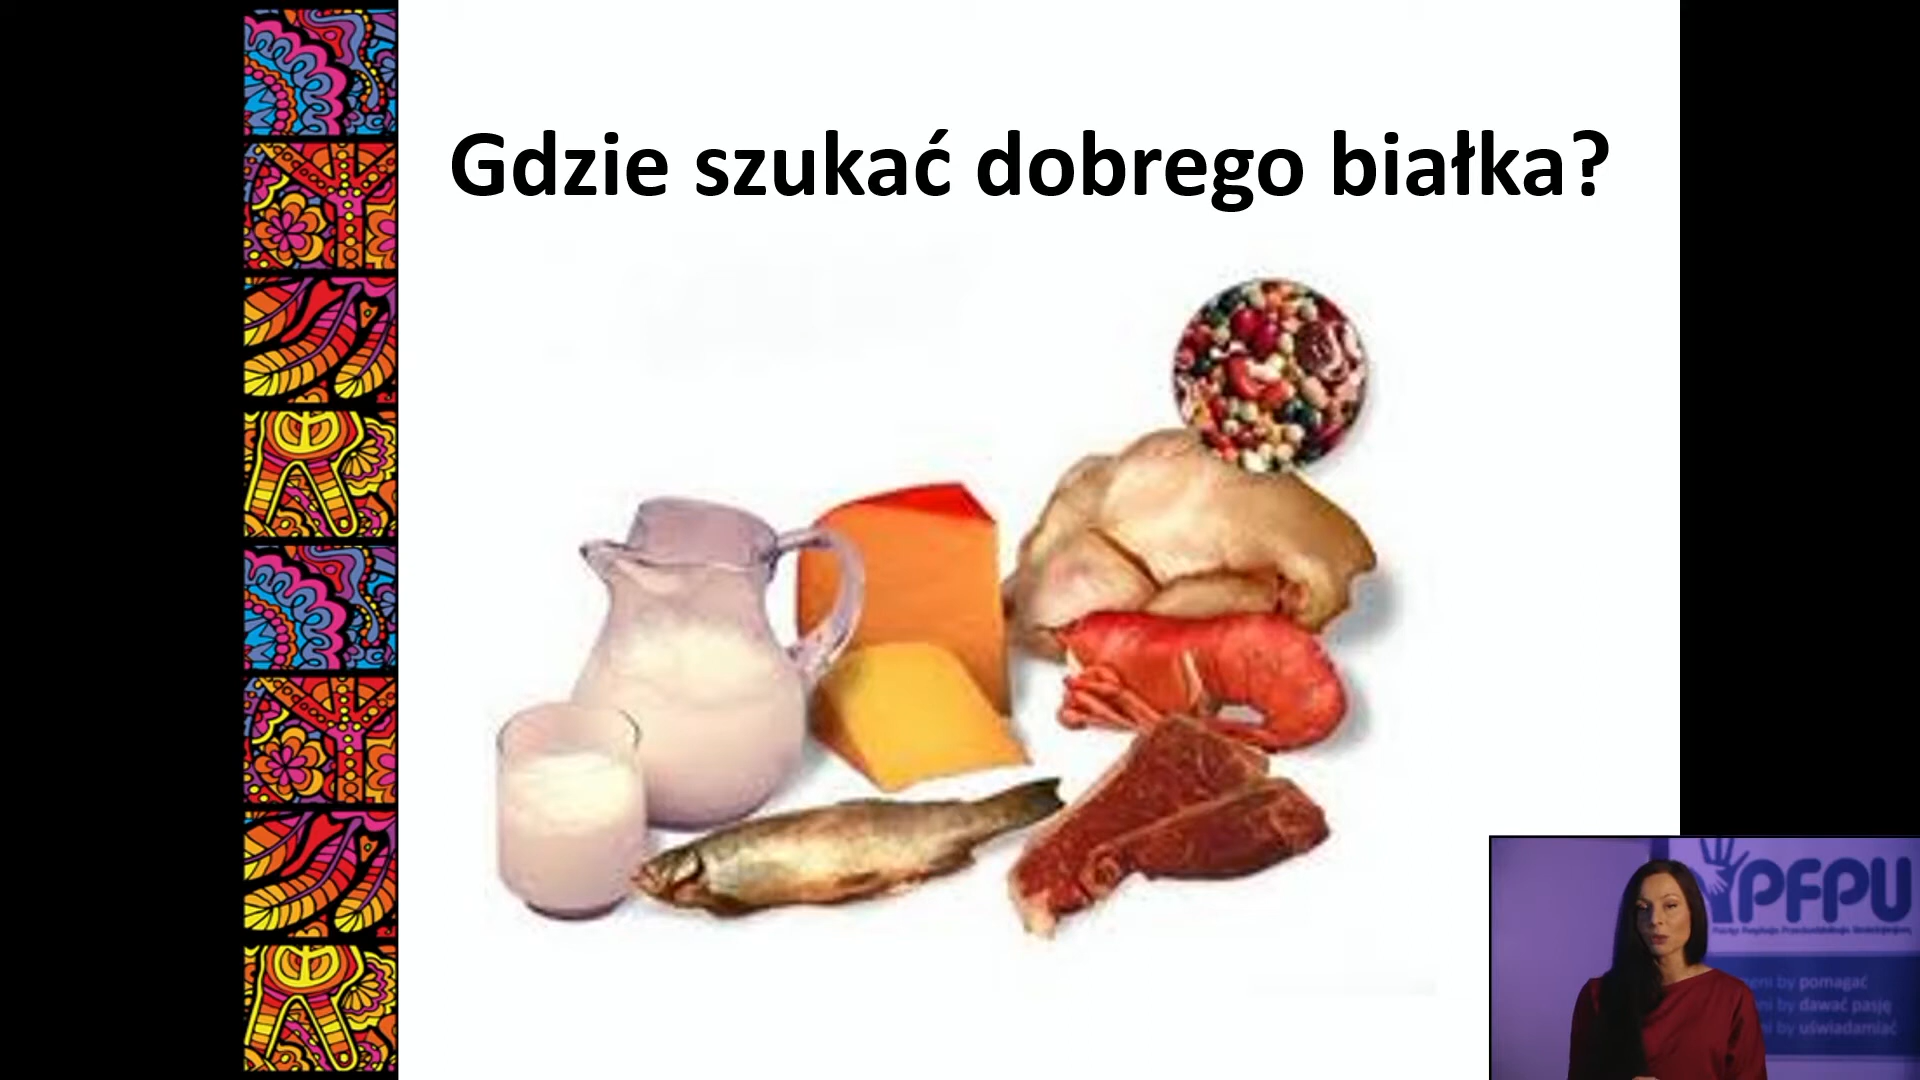 Gdzie szukać dobrego białka?
PFPU
by pomagać
by dawać pasję
by uświadamiać